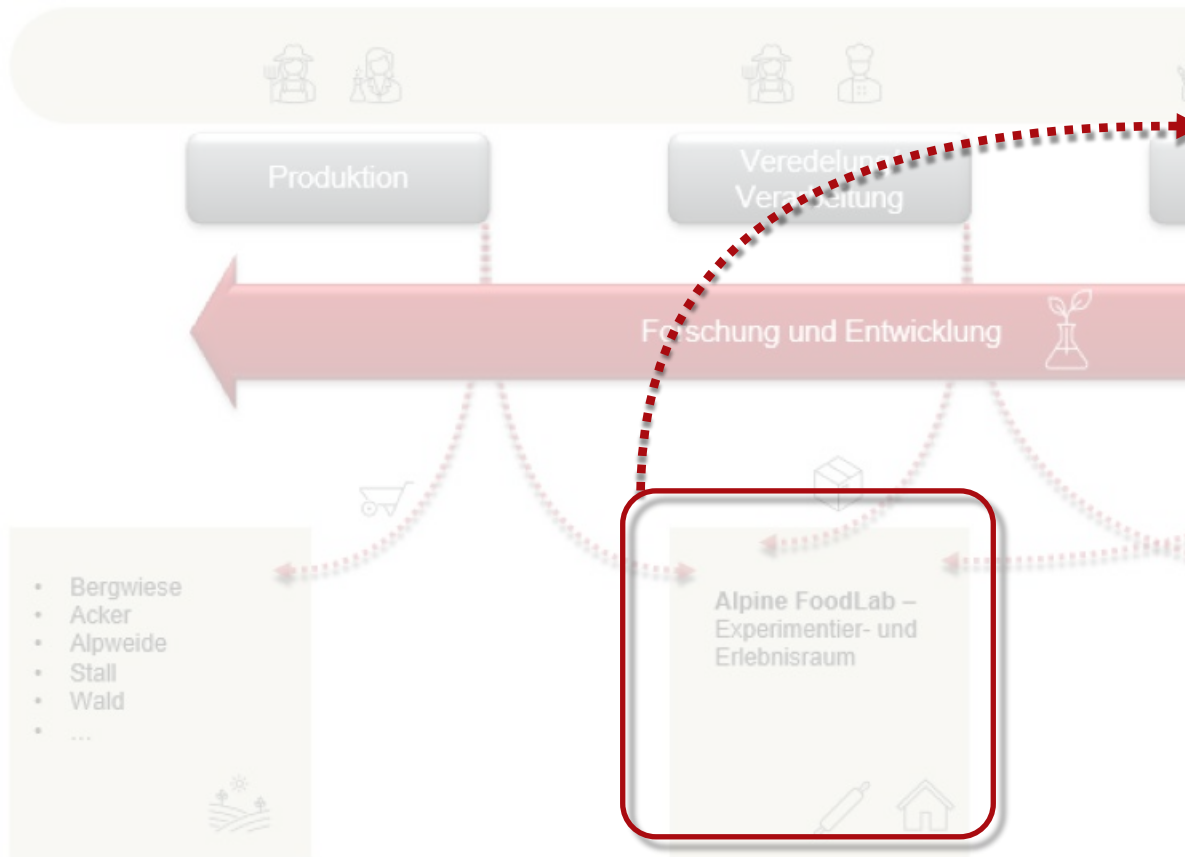 Produktion
Veredelung/
Verarbeitung
Forschung und Entwicklung
• Bergwiese
• Acker
• Alpweide
• Stall
• Wald
• ...
Alpine FoodLab –
Experimentier- und
Erlebnisraum